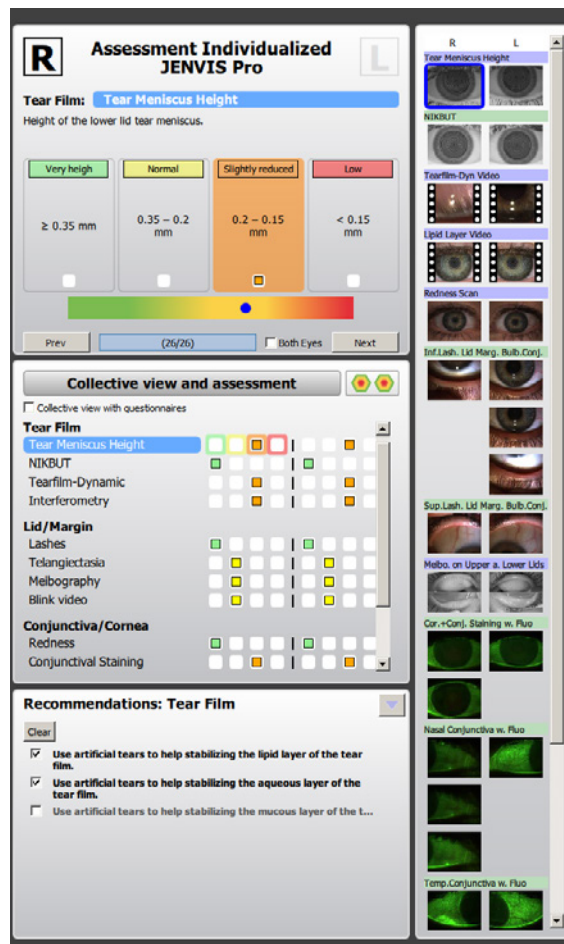 R
Assessment Individualized
JENVIS Pro
L
Tear Film: Tear Meniscus Height
Height of the lower lid tear meniscus.
Very heigh
Normal
Slightly reduced
Low
≥ 0.35 mm
0.35 – 0.2
mm
0.2 – 0.15
mm
< 0.15
mm
Prev
(26/26)
Both Eyes
Next
Collective view and assessment
Collective view with questionnaires
Tear Film
Tear Meniscus Height
NIKBUT
Tearfilm-Dynamic
Interferometry
Lid/Margin
Lashes
Telangiectasia
Meibography
Blink video
Conjunctiva/Cornea
Redness
Conjunctival Staining
Recommendations: Tear Film
Clear
Use artificial tears to help stabilizing the lipid layer of the tear
film.
Use artificial tears to help stabilizing the aqueous layer of the
tear film.
Use artificial tears to help stabilizing the mucous layer of the t...
R L
Tear Meniscus Height
NIKBUT
Tearfilm-Dyn Video
Lipid Layer Video
Redness Scan
Inf.Lash. Lid Marg. Bulb.Conj.
Sup.Lash. Lid Marg. Bulb.Conj.
Meibo. on Upper a. Lower Lids
Cor.+Conj. Staining w. Fluo
Nasal Conjunctiva w. Fluo
Temp.Conjunctiva w. Fluo